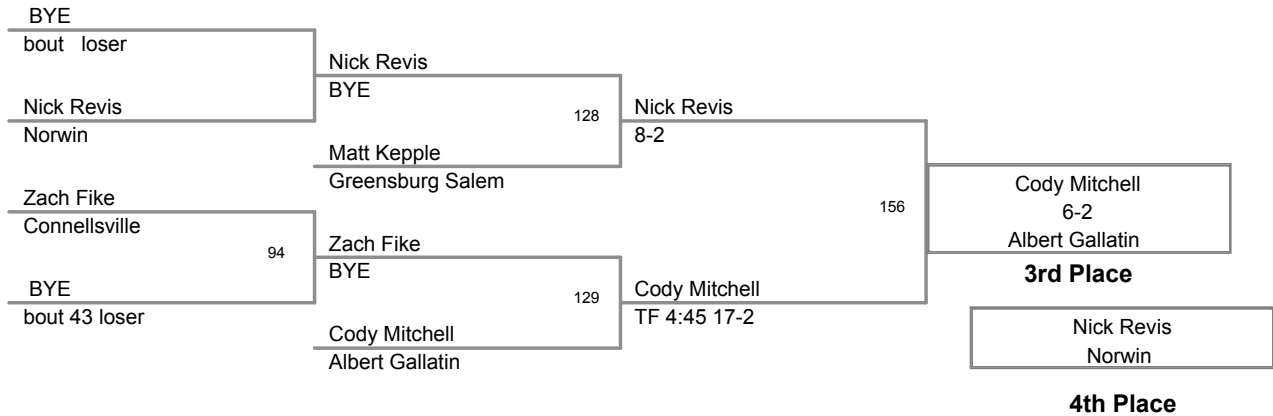 BYE
bout loser
Nick Revis
Norwin
Zach Fike
Connellsville
94
BYE
bout 43 loser
Nick Revis
BYE
128
Matt Kepple
Greensburg Salem
Zach Fike
BYE
129
Cody Mitchell
Albert Gallatin
Nick Revis
8-2
156
Cody Mitchell
TF 4:45 17-2
Cody Mitchell
6-2
Albert Gallatin
3rd Place
Nick Revis
Norwin
4th Place